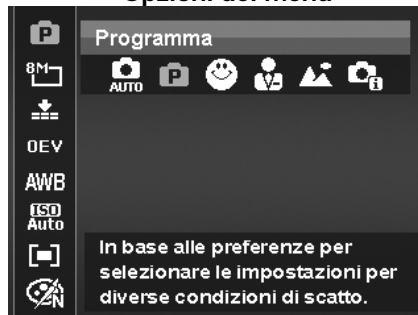 Opzioni del menu
P Programma
8M AUTO P
0EV
AWB
ISO
Auto
In base alle preferenze per
selezionare le impostazioni per
N diverse condizioni di scatto.